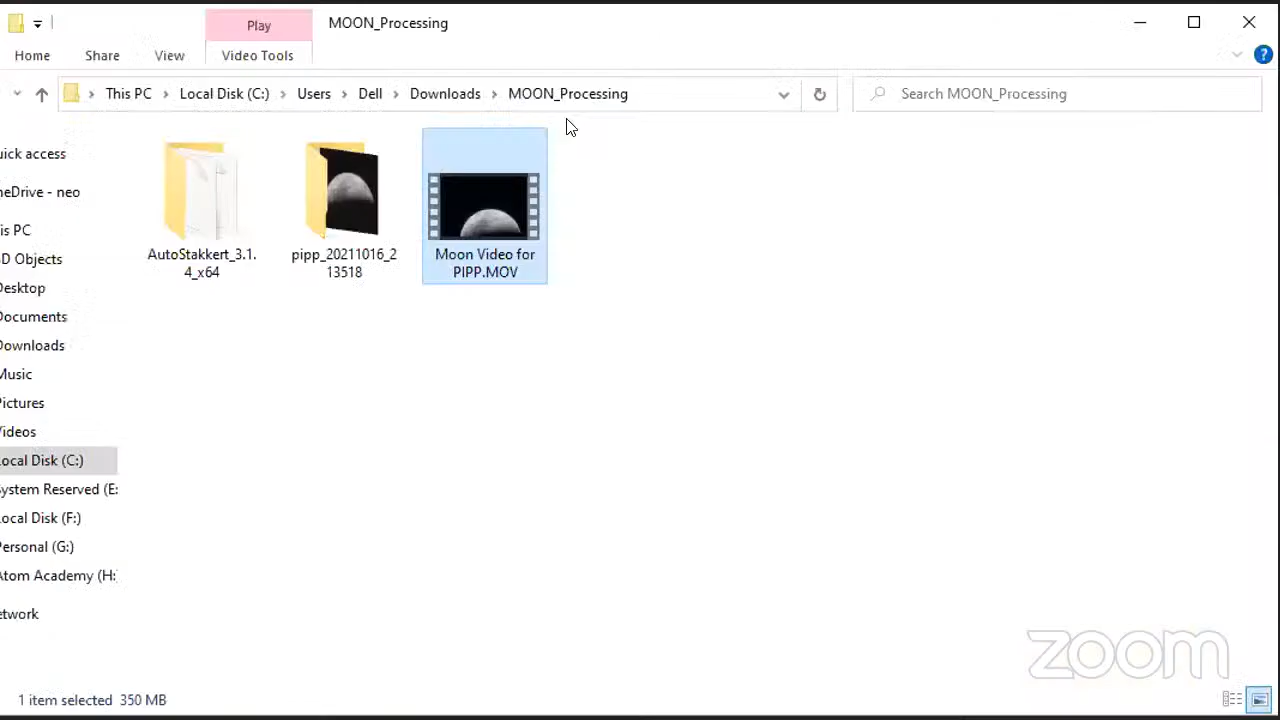 Play
MOON_Processing
Home
Share
View
Video Tools
This PC
Local Disk (C:)
Users
Dell
Downloads
MOON_Processing
Search MOON_Processing
uick access
neDrive - neo
is PC
D Objects
Desktop
Documents
Downloads
Music
Pictures
Videos
ocal Disk (C:)
System Reserved (E:
ocal Disk (F:)
Personal (G:)
Atom Academy (H:
etwork
AutoStakkert_3.1.
4_x64
pipp_20211016_2
13518
Moon Video for
PIPP.MOV
zoom
1 item selected 350 MB